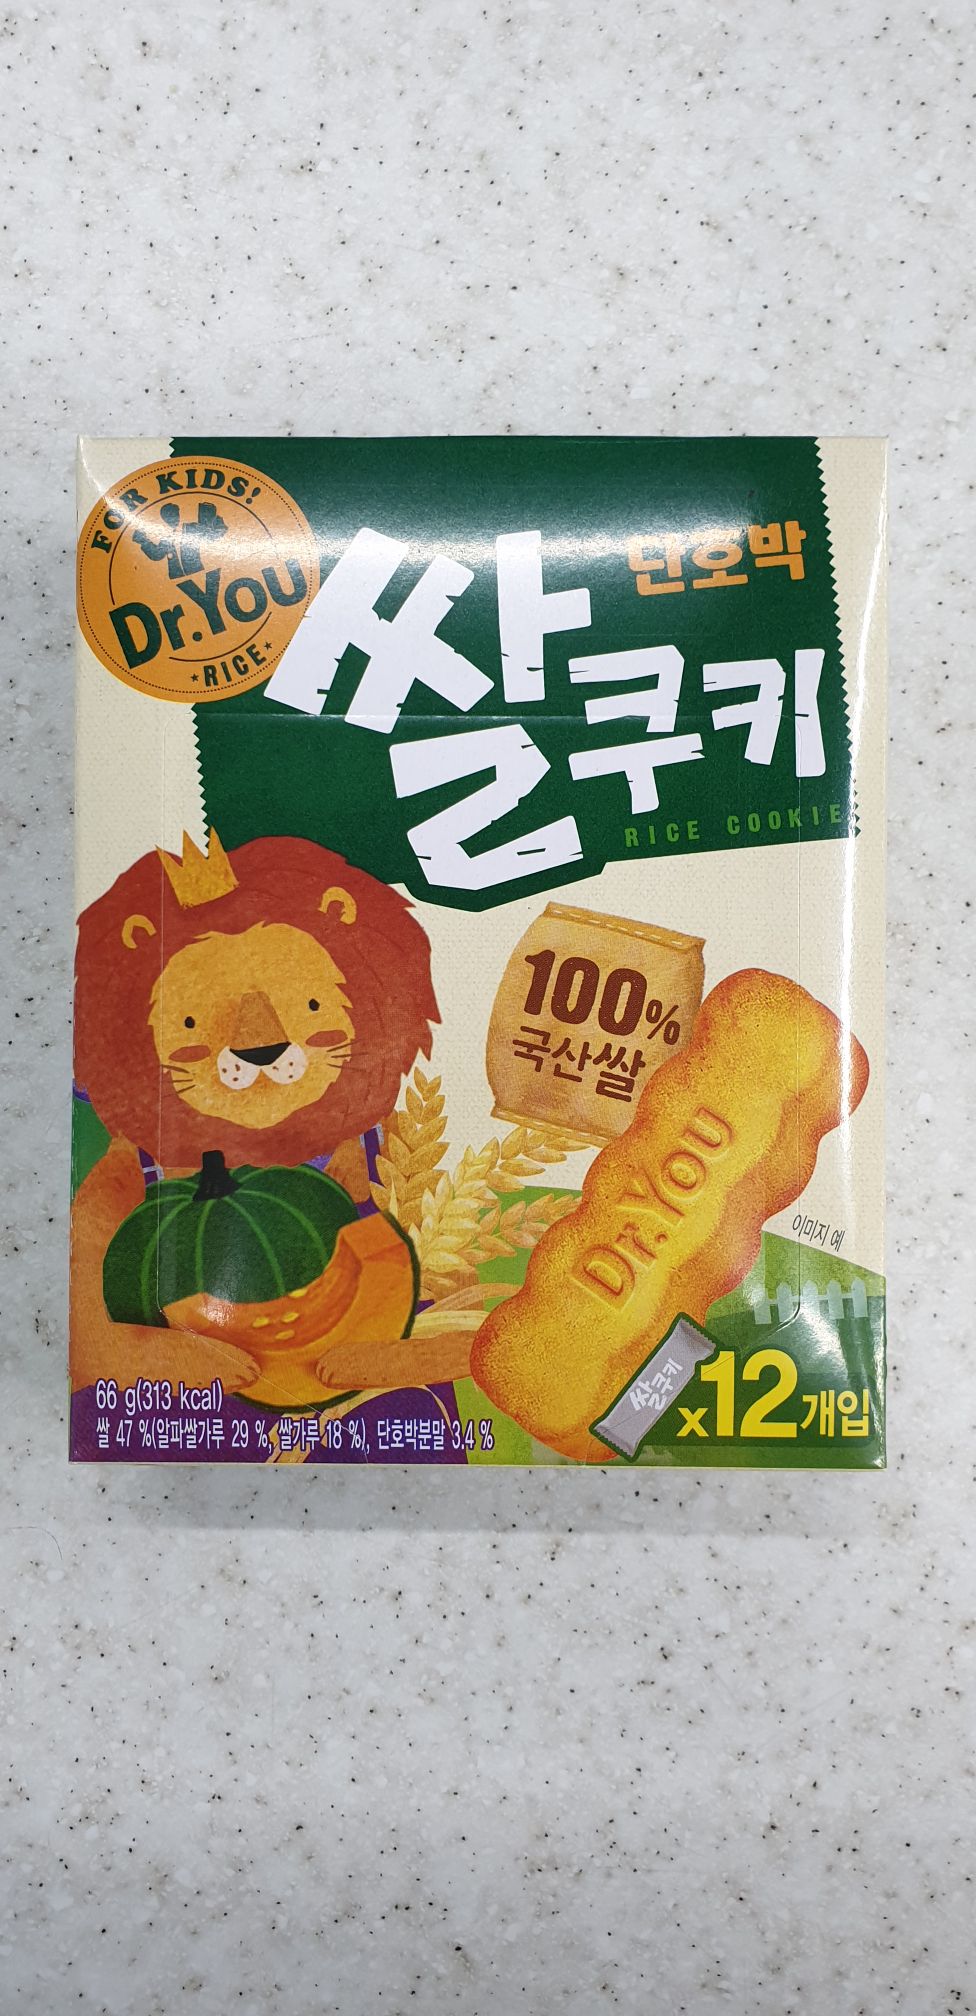 FOR KIDS!
Dr.You
RICE
단호박
쌀쿠키
RICE COOKIE
100%
국산쌀
Dr.You
이미지 예
쌀쿠키
x12개입
66 g(313 kcal)
쌀 47 %(알파쌀가루 29 %, 쌀가루 18 %), 단호박분말 3.4 %